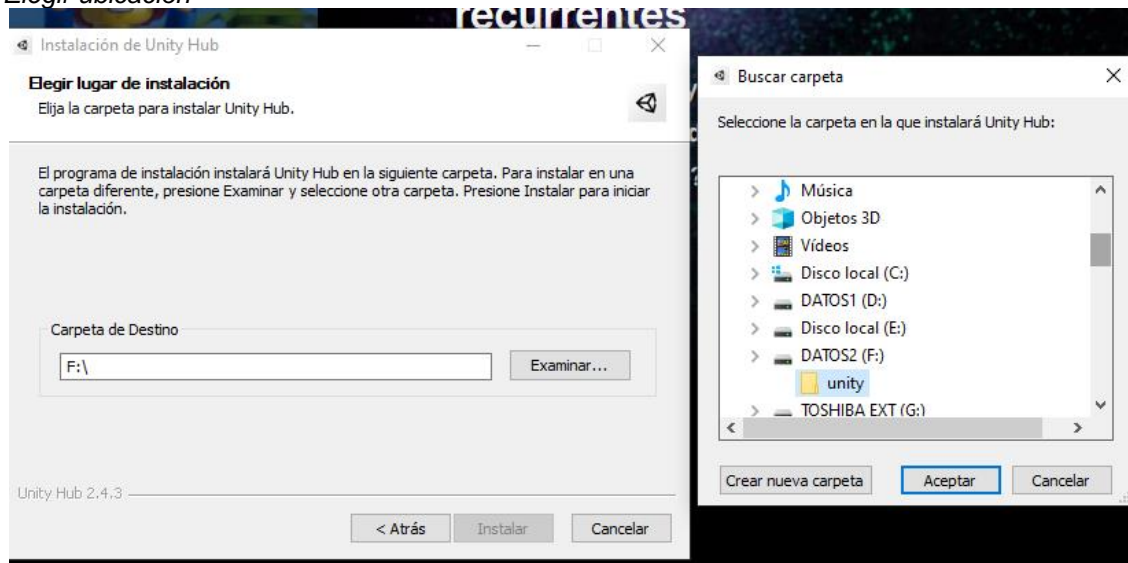 Elegir ubicación
recurrentes
Instalación de Unity Hub
Elegir lugar de instalación
Elija la carpeta para instalar Unity Hub.
El programa de instalación instalará Unity Hub en la siguiente carpeta. Para instalar en una
carpeta diferente, presione Examinar y seleccione otra carpeta. Presione Instalar para iniciar
la instalación.
Carpeta de Destino
F:\
Examinar...
Unity Hub 2.4.3
< Atrás
Instalar
Cancelar
Buscar carpeta
Seleccione la carpeta en la que instalará Unity Hub:
Música
Objetos 3D
Vídeos
Disco local (C:)
DATOS1 (D:)
Disco local (E:)
DATOS2 (F:)
unity
TOSHIBA EXT (G:)
Crear nueva carpeta
Aceptar
Cancelar